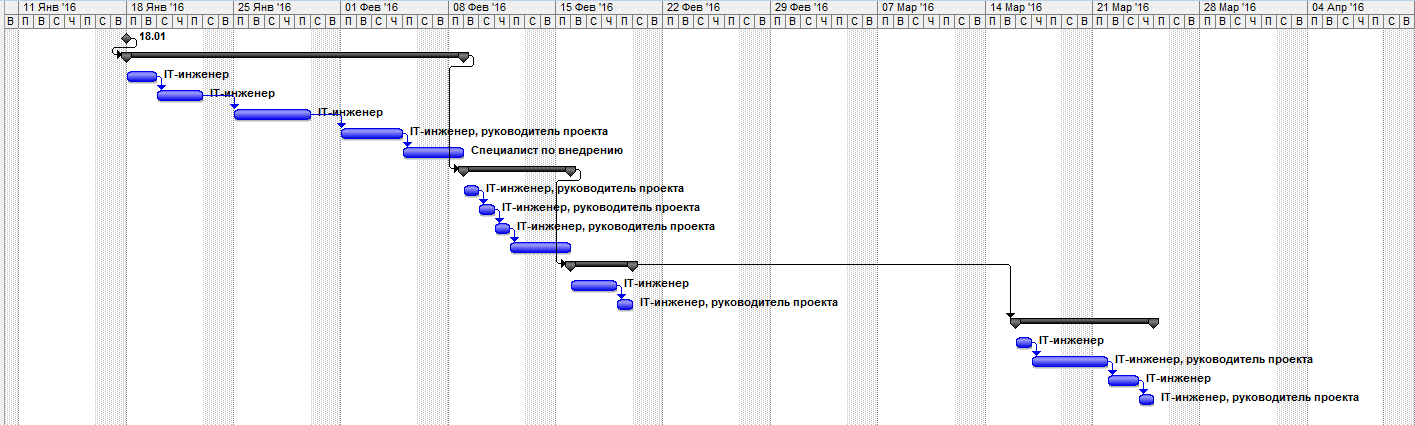 11 Янв '16 18 Янв '16 25 Янв '16 01 Фев '16 08 Фев '16 15 Фев '16 22 Фев '16 29 Фев '16 07 Мар '16 14 Мар '16 21 Мар '16 28 Мар '16 04 Апр '16
В П В С Ч П С В П В С Ч П С В П В С Ч П С В П В С Ч П С В П В С Ч П С В П В С Ч П С В П В С Ч П С В П В С Ч П С В П В С Ч П С В П В С Ч П С В П В С Ч П С В П В С Ч П С В П В С Ч П С В
18.01
IT-инженер
IT-инженер
IT-инженер
IT-инженер, руководитель проекта
Специалист по внедрению
IT-инженер, руководитель проекта
IT-инженер, руководитель проекта
IT-инженер, руководитель проекта
IT-инженер
IT-инженер, руководитель проекта
IT-инженер
IT-инженер, руководитель проекта
IT-инженер
IT-инженер, руководитель проекта